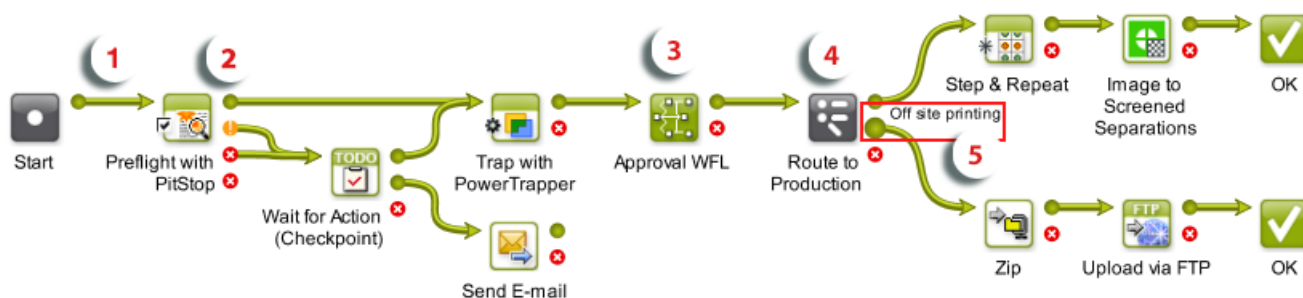 1
2
3
4
Start
Preflight with
PitStop
TODO
Wait for Action
(Checkpoint)
Send E-mail
Trap with
PowerTrapper
Approval WFL
Route to
Production
Off site printing
5
Step & Repeat
Image to
Screened
Separations
OK
Zip
FTP
Upload via FTP
OK